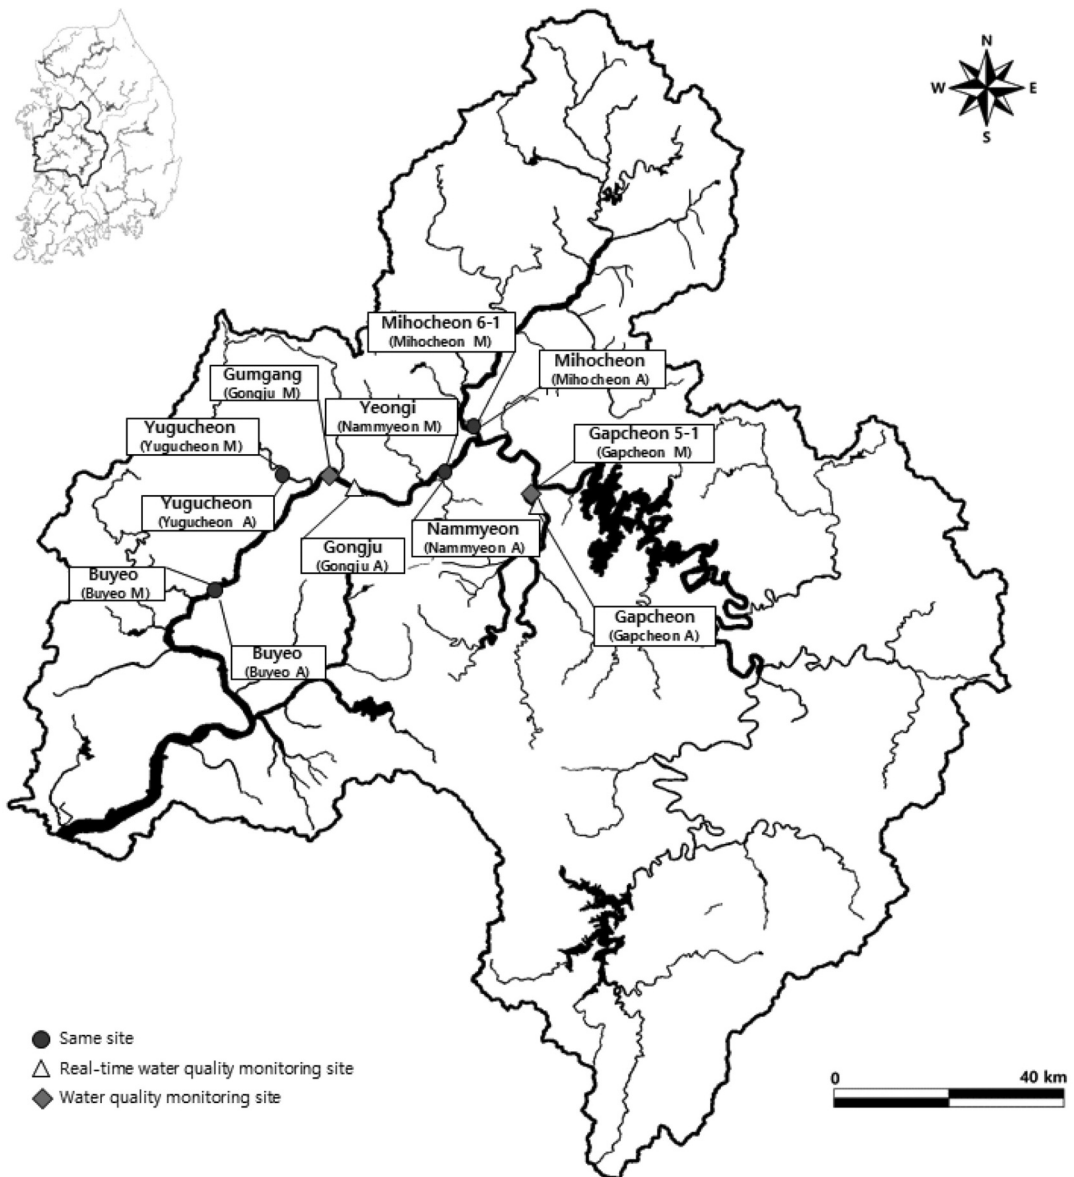 N
W E
S
Mihocheon 6-1
(Mihocheon M)
Mihocheon
(Mihocheon A)
Gumgang
(Gongju M)
Yeongi
(Nammyeon M)
Yugucheon
(Yugucheon M)
Gapcheon 5-1
(Gapcheon M)
Yugucheon
(Yugucheon A)
Nammyeon
(Nammyeon A)
Gongju
(Gongju A)
Buyeo
(Buyeo M)
Gapcheon
(Gapcheon A)
Buyeo
(Buyeo A)
Same site
Real-time water quality monitoring site
Water quality monitoring site
0 40 km